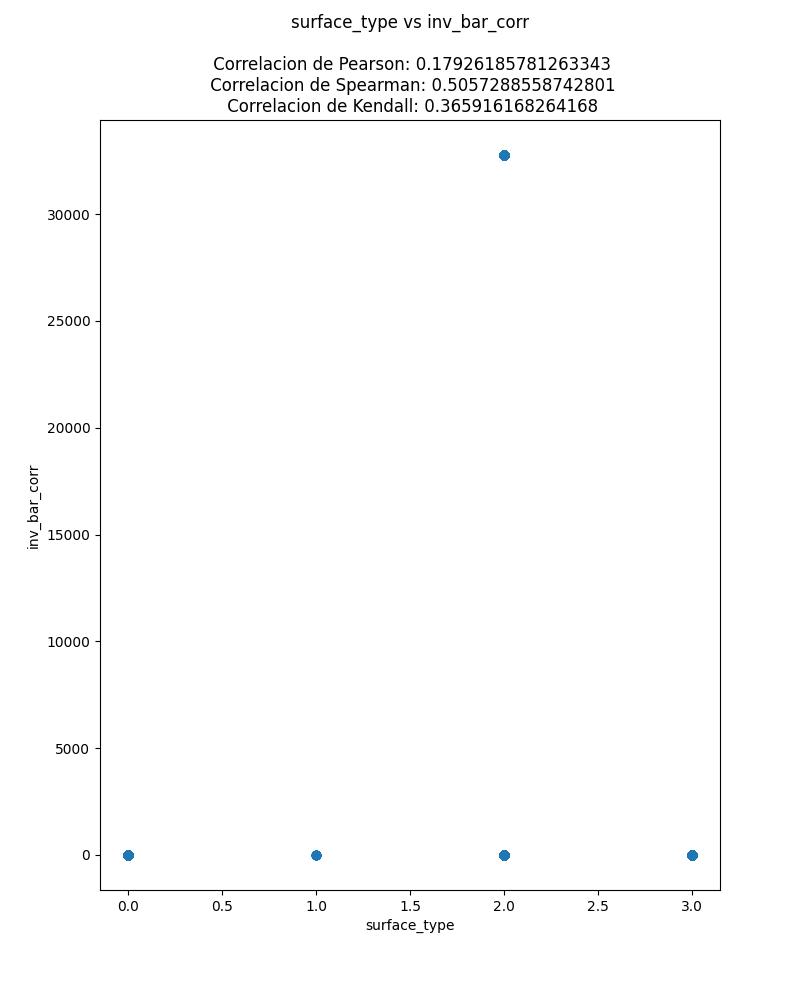 surface_type vs inv_bar_corr
Correlacion de Pearson: 0.17926185781263343
Correlacion de Spearman: 0.5057288558742801
Correlacion de Kendall: 0.365916168264168
30000
25000
20000
15000
10000
5000
0
inv_bar_corr
0.0 0.5 1.0 1.5 2.0 2.5 3.0
surface_type